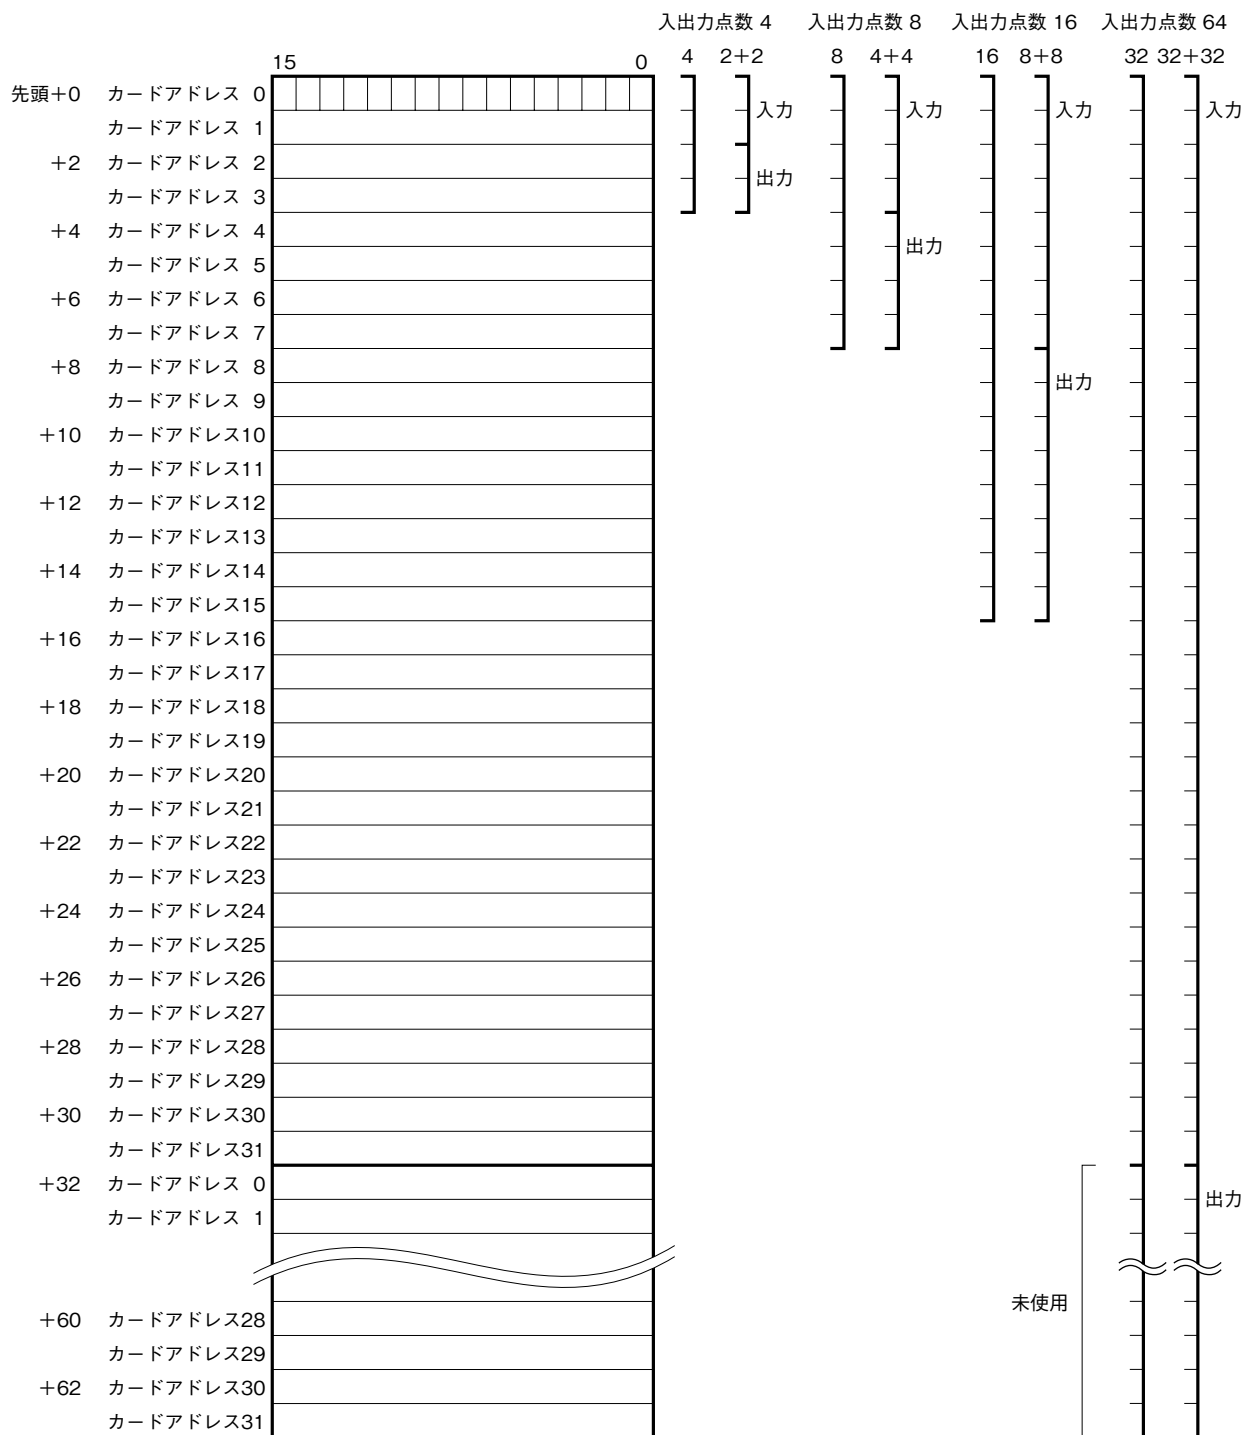 入出力点数 4 入出力点数 8 入出力点数 16 入出力点数 64
15 0 4 2+2 8 4+4 16 8+8 32 32+32
先頭+0 カードアドレス 0 入力 入力 入力 入力
カードアドレス 1
+2 カードアドレス 2 出力
カードアドレス 3
+4 カードアドレス 4 出力
カードアドレス 5
+6 カードアドレス 6
カードアドレス 7
+8 カードアドレス 8 出力
カードアドレス 9
+10 カードアドレス10
カードアドレス11
+12 カードアドレス12
カードアドレス13
+14 カードアドレス14
カードアドレス15
+16 カードアドレス16
カードアドレス17
+18 カードアドレス18
カードアドレス19
+20 カードアドレス20
カードアドレス21
+22 カードアドレス22
カードアドレス23
+24 カードアドレス24
カードアドレス25
+26 カードアドレス26
カードアドレス27
+28 カードアドレス28
カードアドレス29
+30 カードアドレス30
カードアドレス31
+32 カードアドレス 0 出力
カードアドレス 1
未使用
+60 カードアドレス28
カードアドレス29
+62 カードアドレス30
カードアドレス31